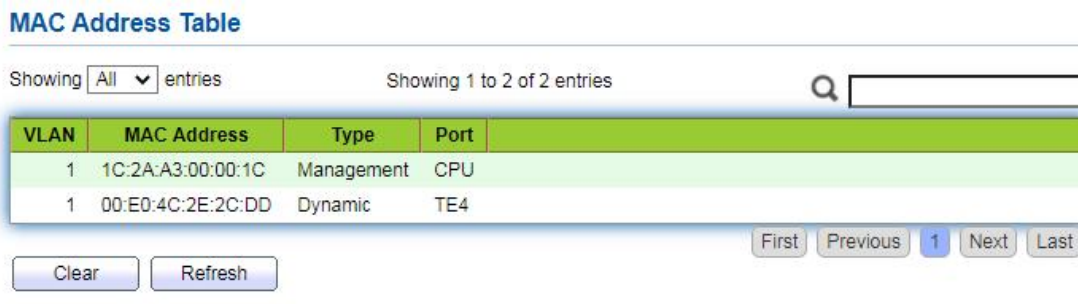 MAC Address Table
Showing All entries Showing 1 to 2 of 2 entries
VLAN MAC Address Type Port
1 1C:2A:A3:00:00:1C Management CPU
1 00:E0:4C:2E:2C:DD Dynamic TE4
First Previous 1 Next Last
Clear Refresh